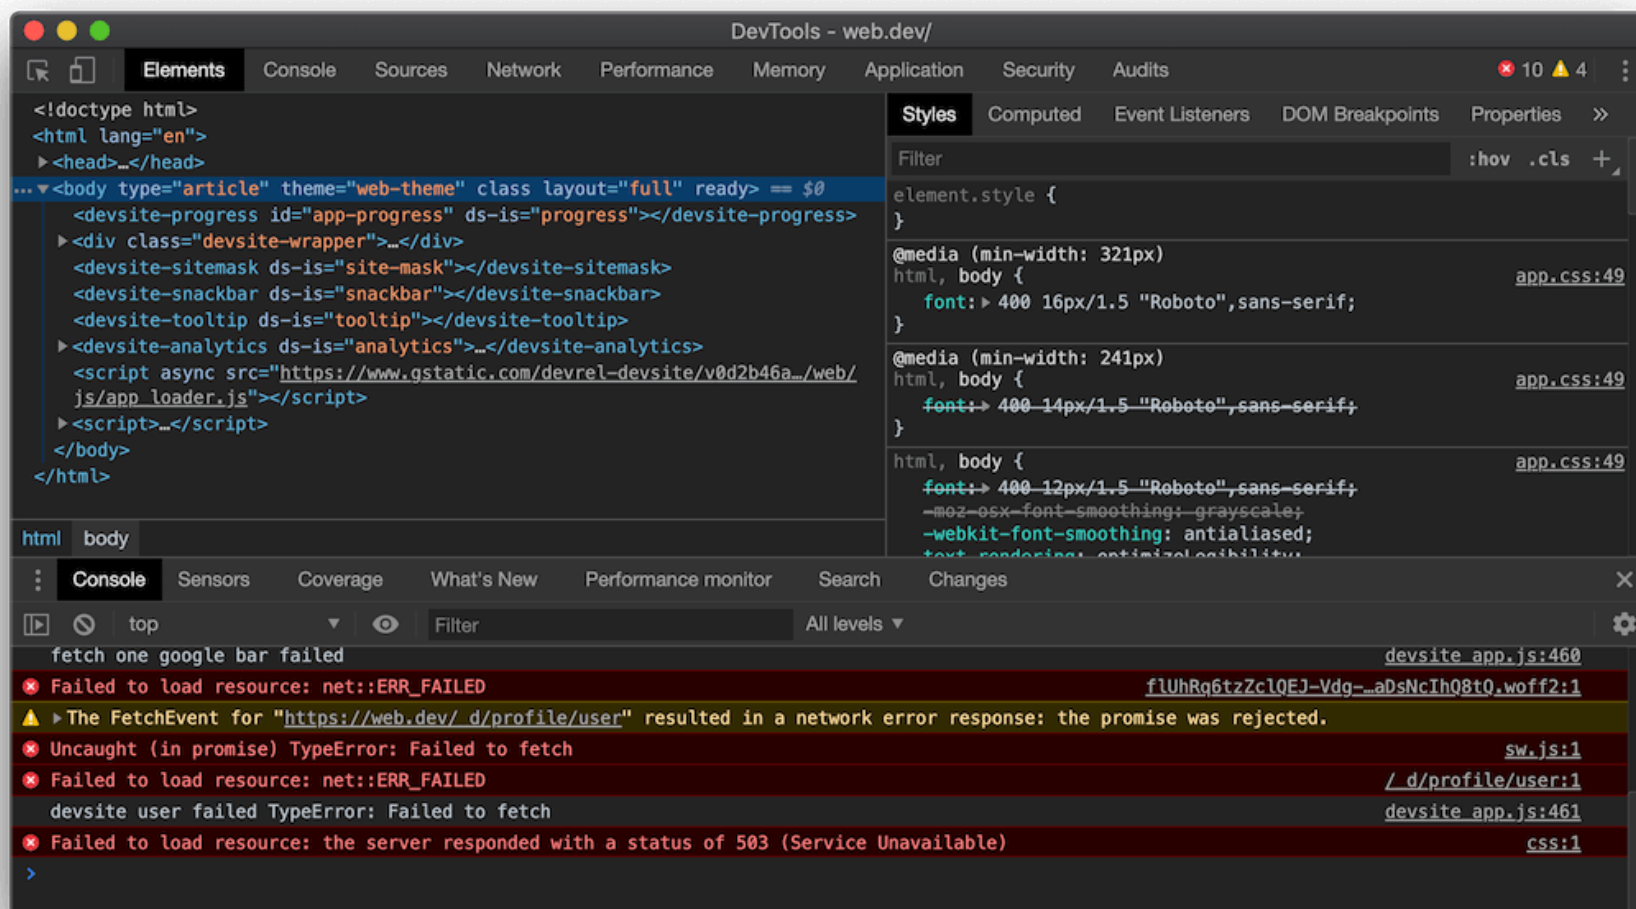 DevTools - web.dev/
Elements Console Sources Network Performance Memory Application Security Audits 10 4
<!doctype html>
<html lang="en">
<head>…</head>
…<body type="article" theme="web-theme" class layout="full" ready> == $0
<devsite-progress id="app-progress" ds-is="progress"></devsite-progress>
<div class="devsite-wrapper">…</div>
<devsite-sitemask ds-is="site-mask"></devsite-sitemask>
<devsite-snackbar ds-is="snackbar"></devsite-snackbar>
<devsite-tooltip ds-is="tooltip"></devsite-tooltip>
<devsite-analytics ds-is="analytics">…</devsite-analytics>
<script async src="https://www.gstatic.com/devrel-devsite/v0d2b46a…/web/
js/app_loader.js"></script>
<script>…</script>
</body>
</html>
html body
Styles Computed Event Listeners DOM Breakpoints Properties »
Filter :hov .cls +
element.style {
}
@media (min-width: 321px)
html, body { app.css:49
font: 400 16px/1.5 "Roboto",sans-serif;
}
@media (min-width: 241px)
html, body { app.css:49
font: 400 14px/1.5 "Roboto",sans-serif;
}
html, body { app.css:49
font: 400 12px/1.5 "Roboto",sans-serif;
-moz-osx-font-smoothing: grayscale;
-webkit-font-smoothing: antialiased;
text-rendering: optimizeLegibility;
Console Sensors Coverage What's New Performance monitor Search Changes
top Filter All levels
fetch one google bar failed devsite_app.js:460
Failed to load resource: net::ERR_FAILED flUhRq6tzZclQEJ-Vdg-…aDsNcIhQ8tQ.woff2:1
The FetchEvent for "https://web.dev/_d/profile/user" resulted in a network error response: the promise was rejected.
Uncaught (in promise) TypeError: Failed to fetch sw.js:1
Failed to load resource: net::ERR_FAILED /_d/profile/user:1
devsite user failed TypeError: Failed to fetch devsite_app.js:461
Failed to load resource: the server responded with a status of 503 (Service Unavailable) css:1
>